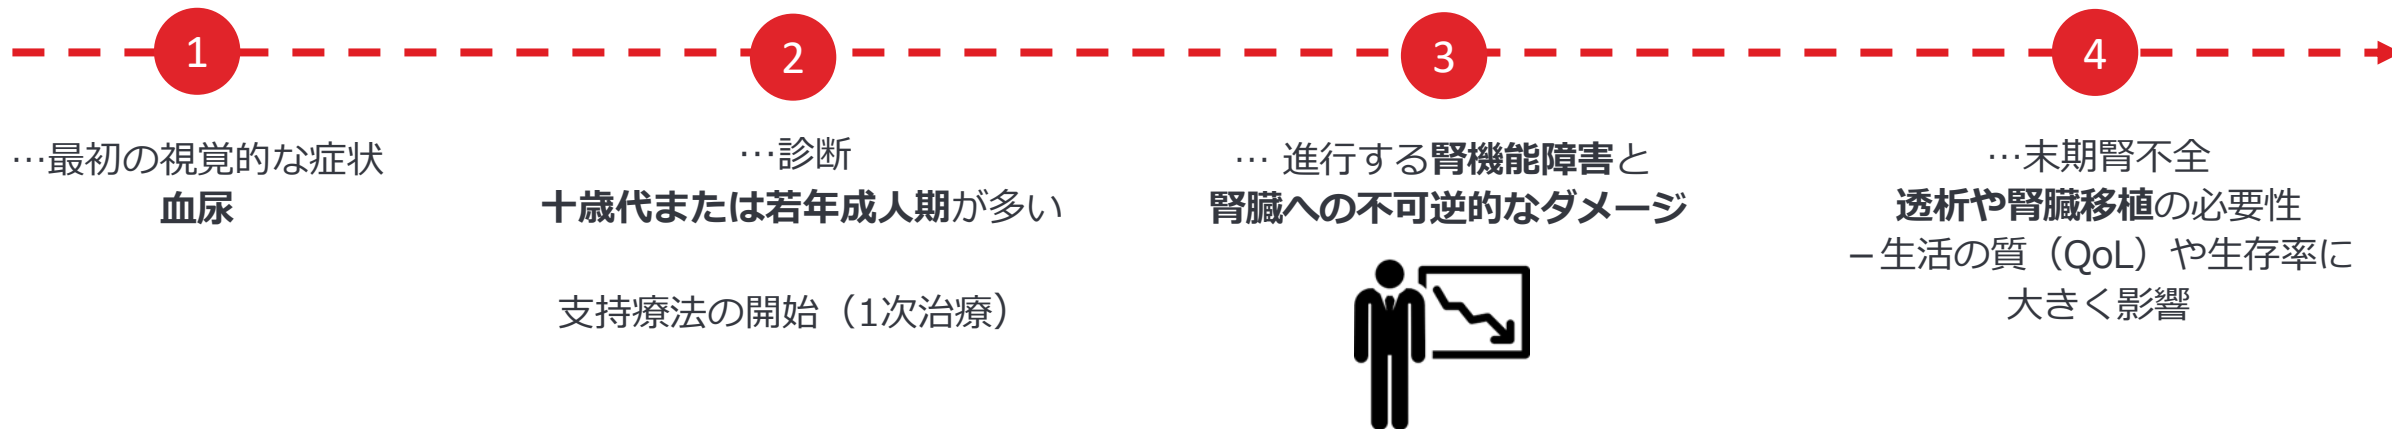 1
…最初の視覚的な症状
血尿
2
…診断
十歳代または若年成人期が多い
支持療法の開始（1次治療）
3
… 進行する腎機能障害と
腎臓への不可逆的なダメージ
4
…末期腎不全
透析や腎臓移植の必要性
–生活の質（QoL）や生存率に
大きく影響